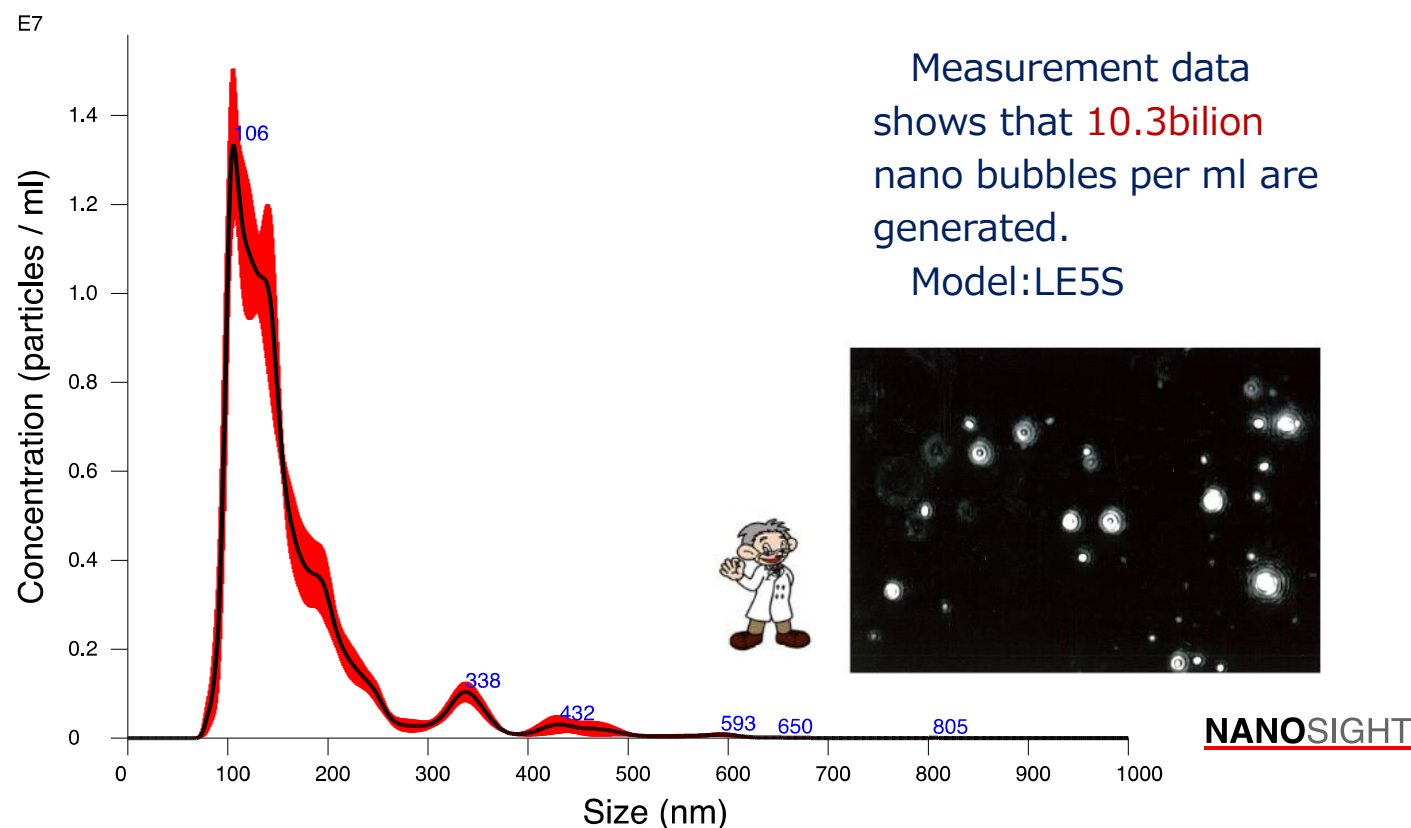 E7
Measurement data
shows that 10.3bilion
nano bubbles per ml are
generated.
Model:LE5S
Concentration (particles / ml)
1.4
1.2
1.0
0.8
0.6
0.4
0.2
0
106
338
432
593
650
805
0 100 200 300 400 500 600 700 800 900 1000
Size (nm)
NANOSIGHT